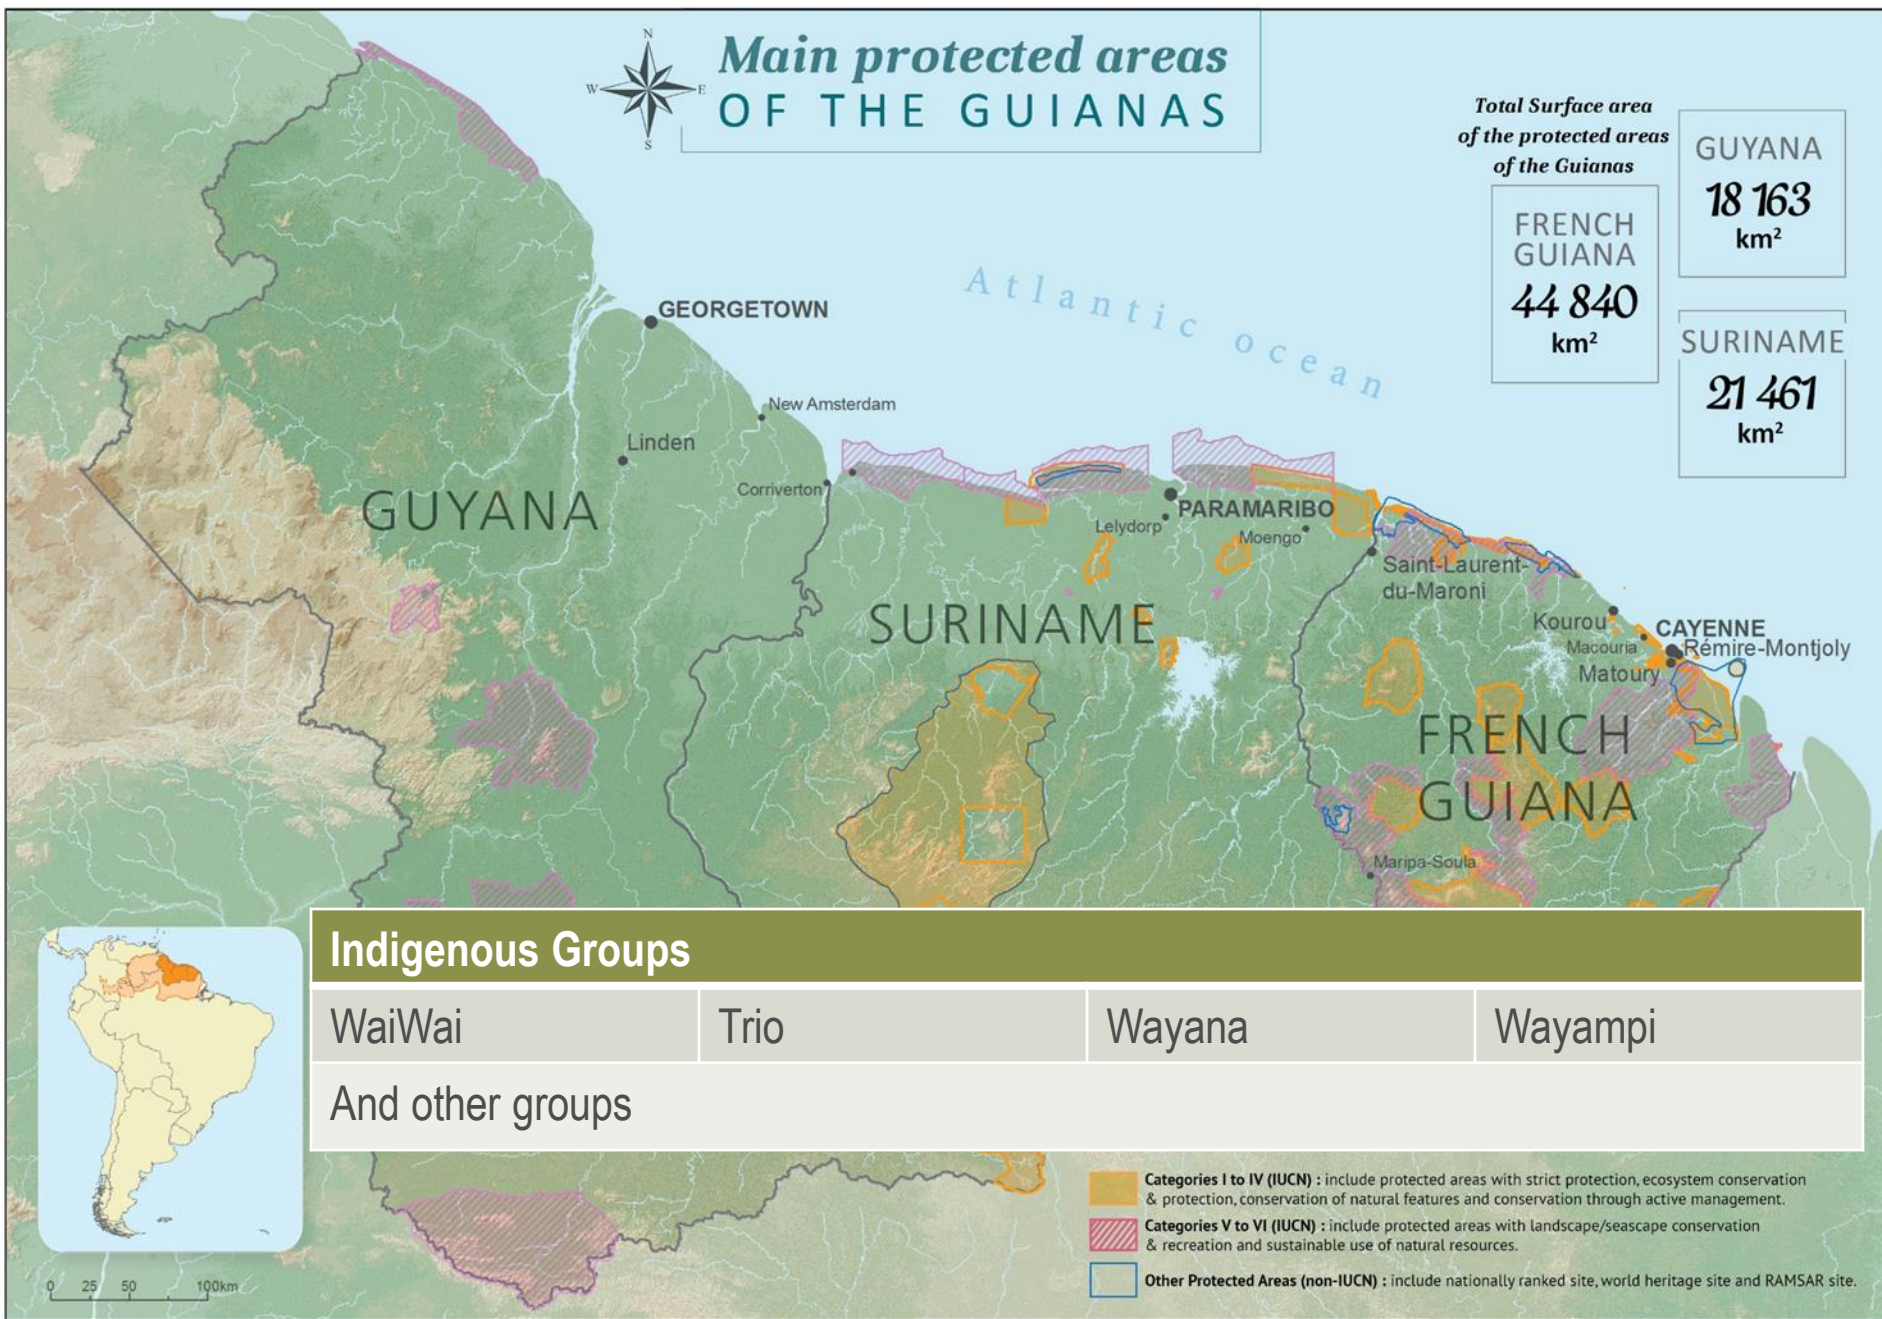 Main protected areas
OF THE GUIANAS
N
W
E
S
Total Surface area
of the protected areas
of the Guianas
GUYANA
18 163
km²
FRENCH
GUIANA
44 840
km²
SURINAME
21 461
km²
Atlantic ocean
GEORGETOWN
New Amsterdam
Linden
Corriverton
GUYANA
PARAMARIBO
Lelydorp
Moengo
Saint-Laurent-
du-Maroni
SURINAME
Kourou
CAYENNE
Macouria
Rémire-Montjoly
Matoury
FRENCH
GUIANA
Maripa-Soula
Indigenous Groups
WaiWai
Trio
Wayana
Wayampi
And other groups
Categories I to IV (IUCN) : include protected areas with strict protection, ecosystem conservation
& protection, conservation of natural features and conservation through active management.
Categories V to VI (IUCN) : include protected areas with landscape/seascape conservation
& recreation and sustainable use of natural resources.
Other Protected Areas (non-IUCN) : include nationally ranked site, world heritage site and RAMSAR site.
0 25 50 100km